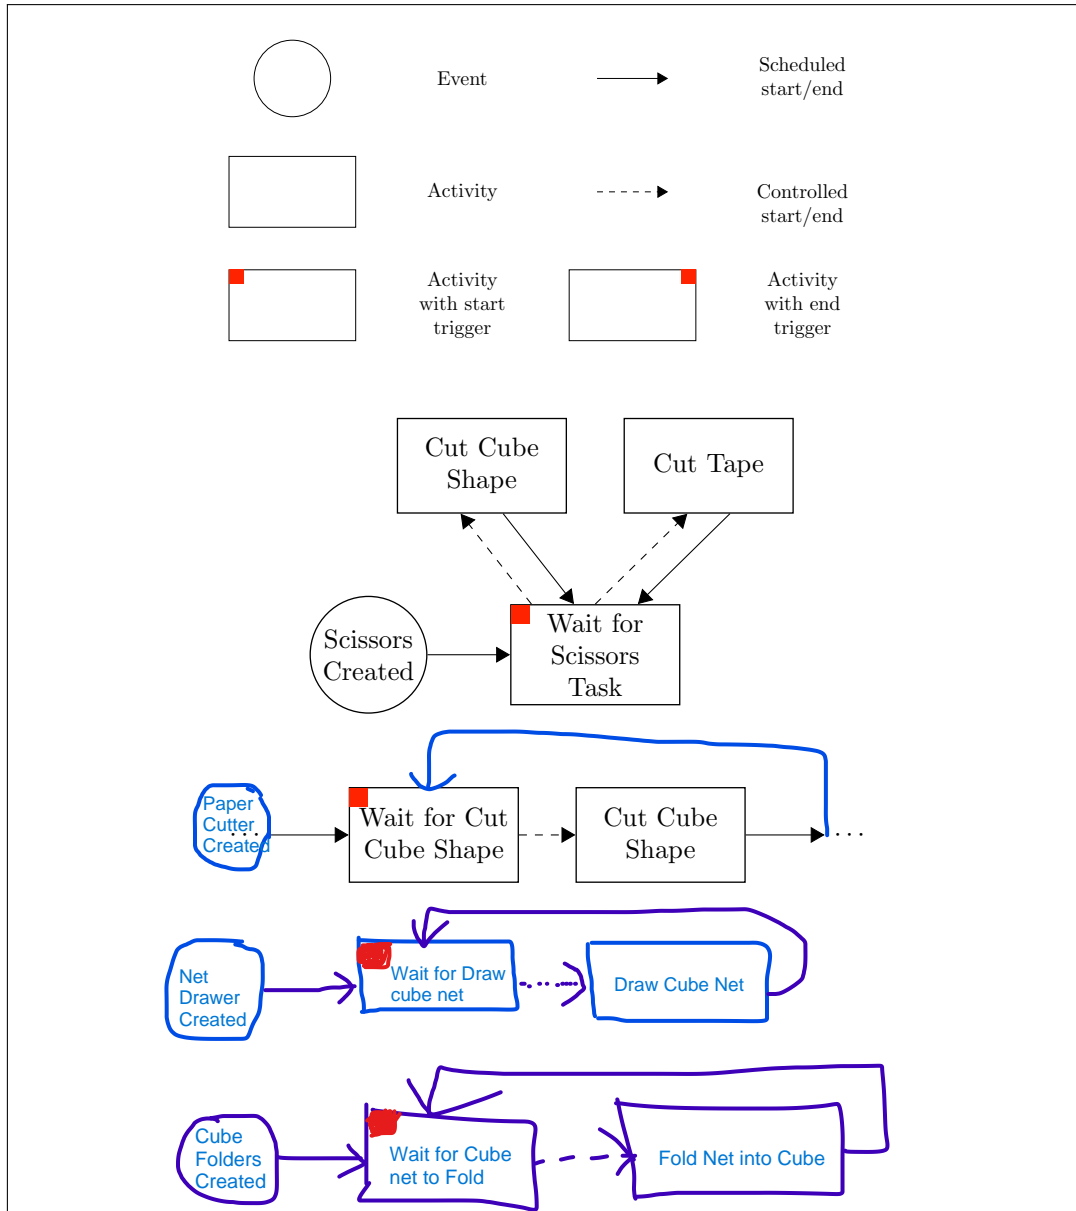 Event
Scheduled
start/end
Activity
Controlled
start/end
Activity
with start
trigger
Activity
with end
trigger
Cut Cube
Shape
Cut Tape
Scissors
Created
Wait for
Scissors
Task
Paper
Cutter
Created
...
Wait for Cut
Cube Shape
Cut Cube
Shape
...
Net
Drawer
Created
Wait for Draw
cube net
Draw Cube Net
Cube
Folders
Created
Wait for Cube
net to Fold
Fold Net into Cube